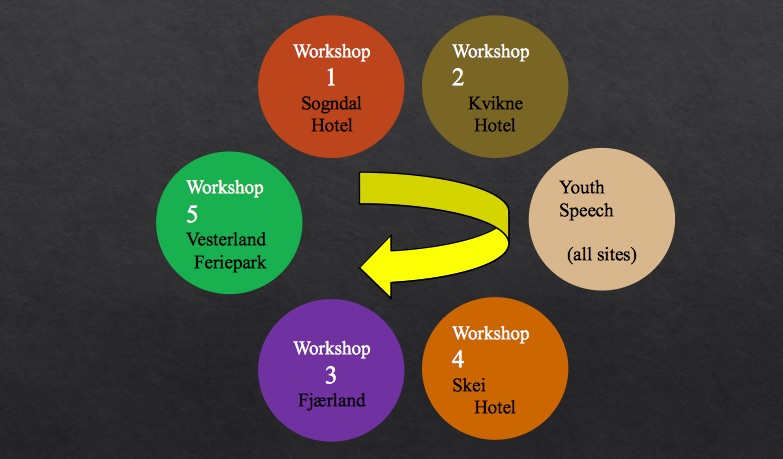 Workshop
1
Sogndal
Hotel
Workshop
2
Kvikne
Hotel
Youth
Speech
(all sites)
Workshop
5
Vesterland
Feriepark
Workshop
3
Fjærland
Workshop
4
Skei
Hotel